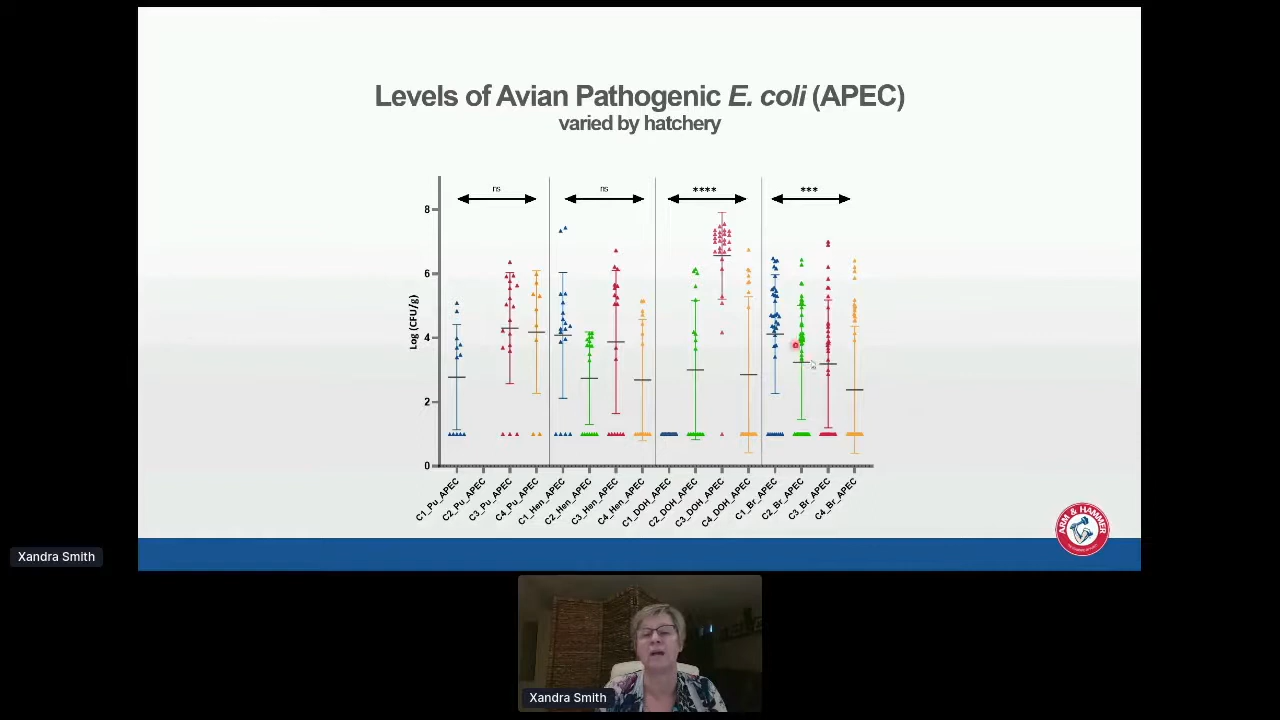 Levels of Avian Pathogenic E. coli (APEC)
varied by hatchery
ns
ns
****
***
8
6
4
2
0
Log (CFU/g)
C1_Pu_APEC
C2_Pu_APEC
C3_Pu_APEC
C4_Pu_APEC
C1_Hen_APEC
C2_Hen_APEC
C3_Hen_APEC
C4_Hen_APEC
C1_DOH_APEC
C2_DOH_APEC
C3_DOH_APEC
C4_DOH_APEC
C1_Br_APEC
C2_Br_APEC
C3_Br_APEC
C4_Br_APEC
ARM & HAMMER
Xandra Smith
Xandra Smith